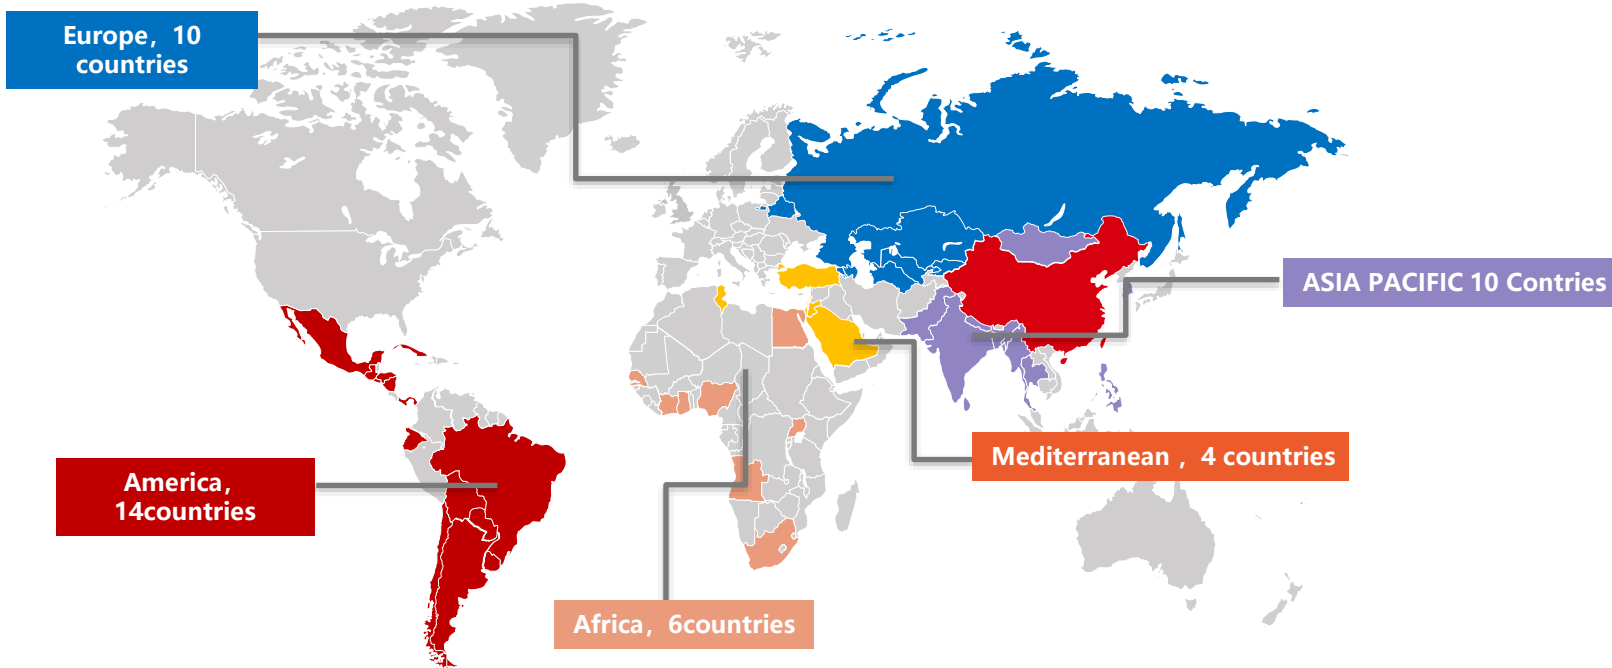 Europe，10
countries
ASIA PACIFIC 10 Contries
Mediterranean ，4 countries
America，
14countries
Africa，6countries